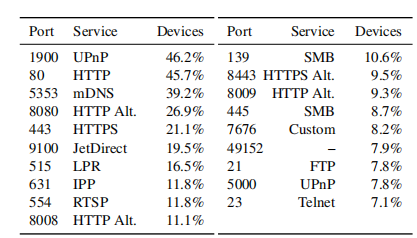 Port Service Devices Port Service Devices
1900 UPnP 46.2% 139 SMB 10.6%
80 HTTP 45.7% 8443 HTTPS Alt. 9.5%
5353 mDNS 39.2% 8009 HTTP Alt. 9.3%
8080 HTTP Alt. 26.9% 445 SMB 8.7%
443 HTTPS 21.1% 7676 Custom 8.2%
9100 JetDirect 19.5% 49152 – 7.9%
515 LPR 16.5% 21 FTP 7.8%
631 IPP 11.8% 5000 UPnP 7.8%
554 RTSP 11.8% 23 Telnet 7.1%
8008 HTTP Alt. 11.1%